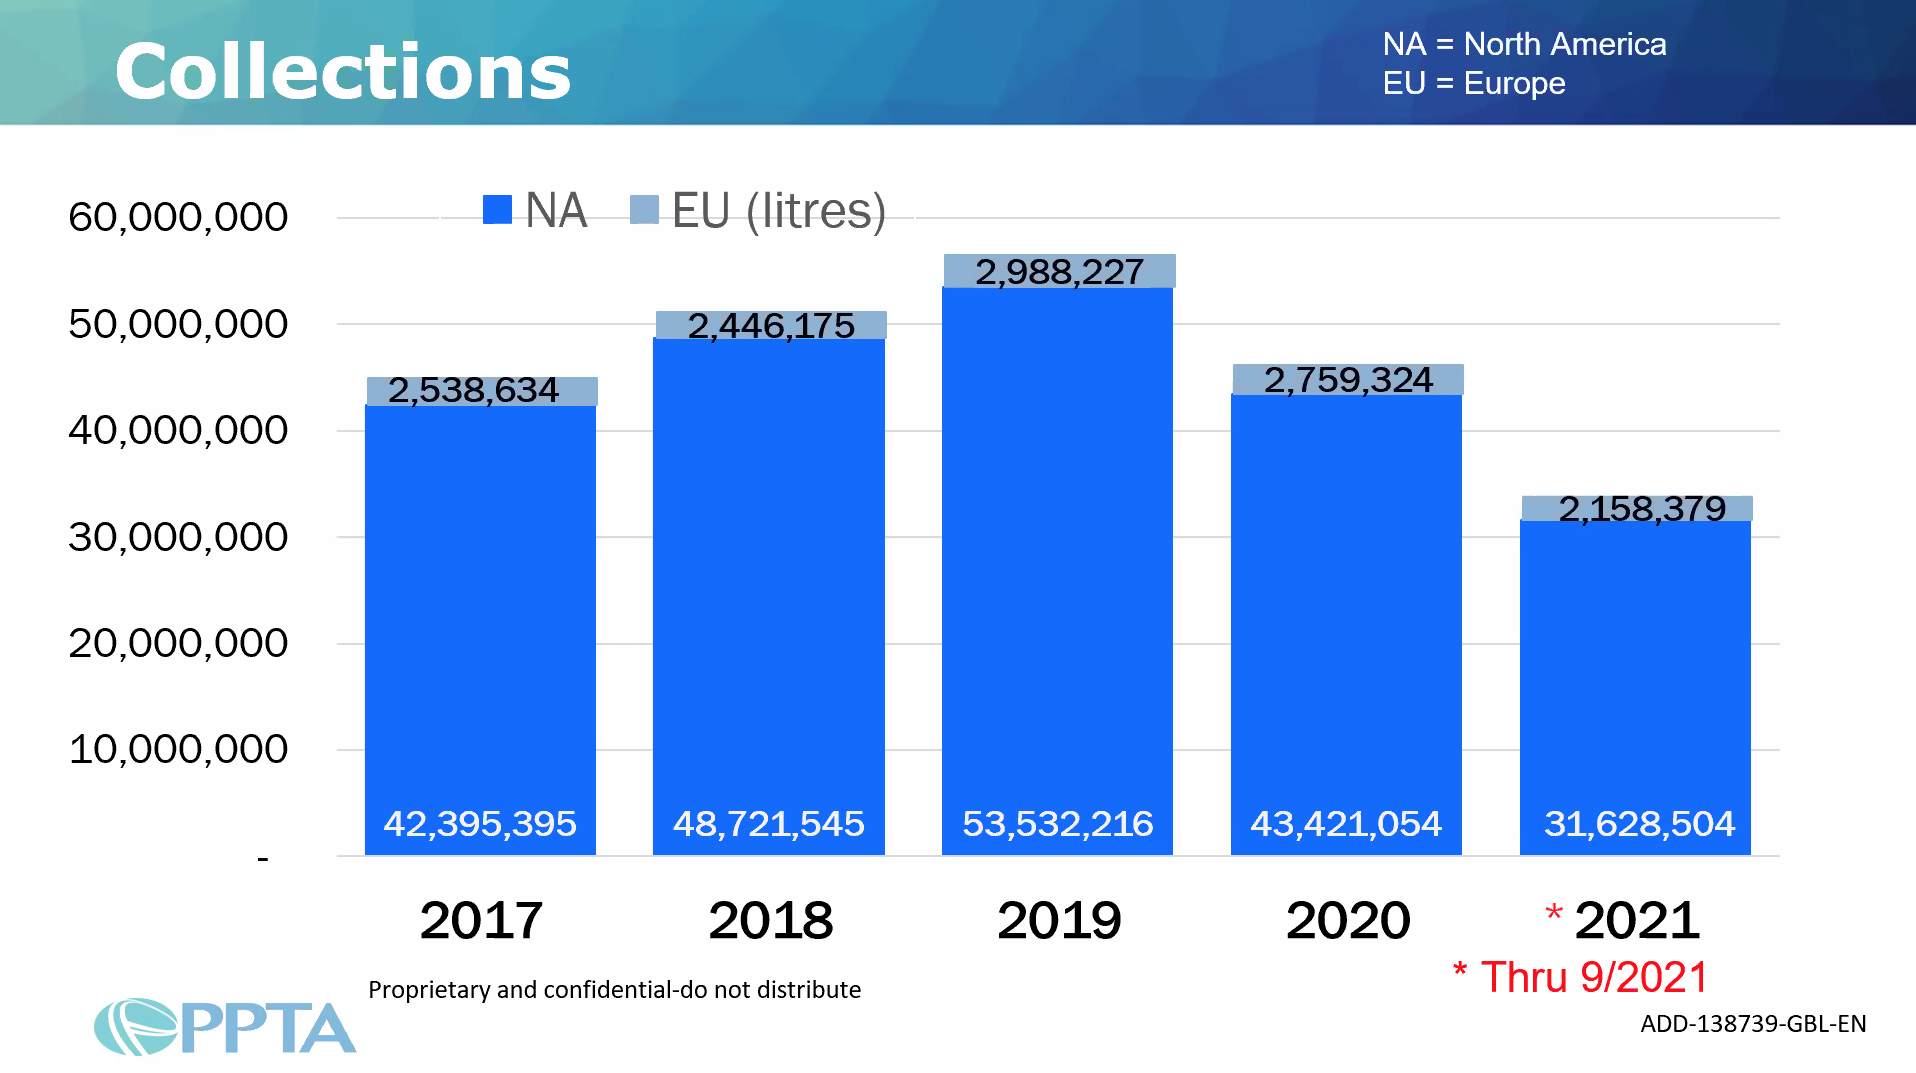 Collections
NA = North America
EU = Europe
NA EU (litres)
60,000,000
50,000,000
40,000,000
30,000,000
20,000,000
10,000,000
-
2,538,634
2,446,175
2,988,227
2,759,324
2,158,379
42,395,395
48,721,545
53,532,216
43,421,054
31,628,504
2017
2018
2019
2020
* 2021
* Thru 9/2021
Proprietary and confidential-do not distribute
PPTA
ADD-138739-GBL-EN